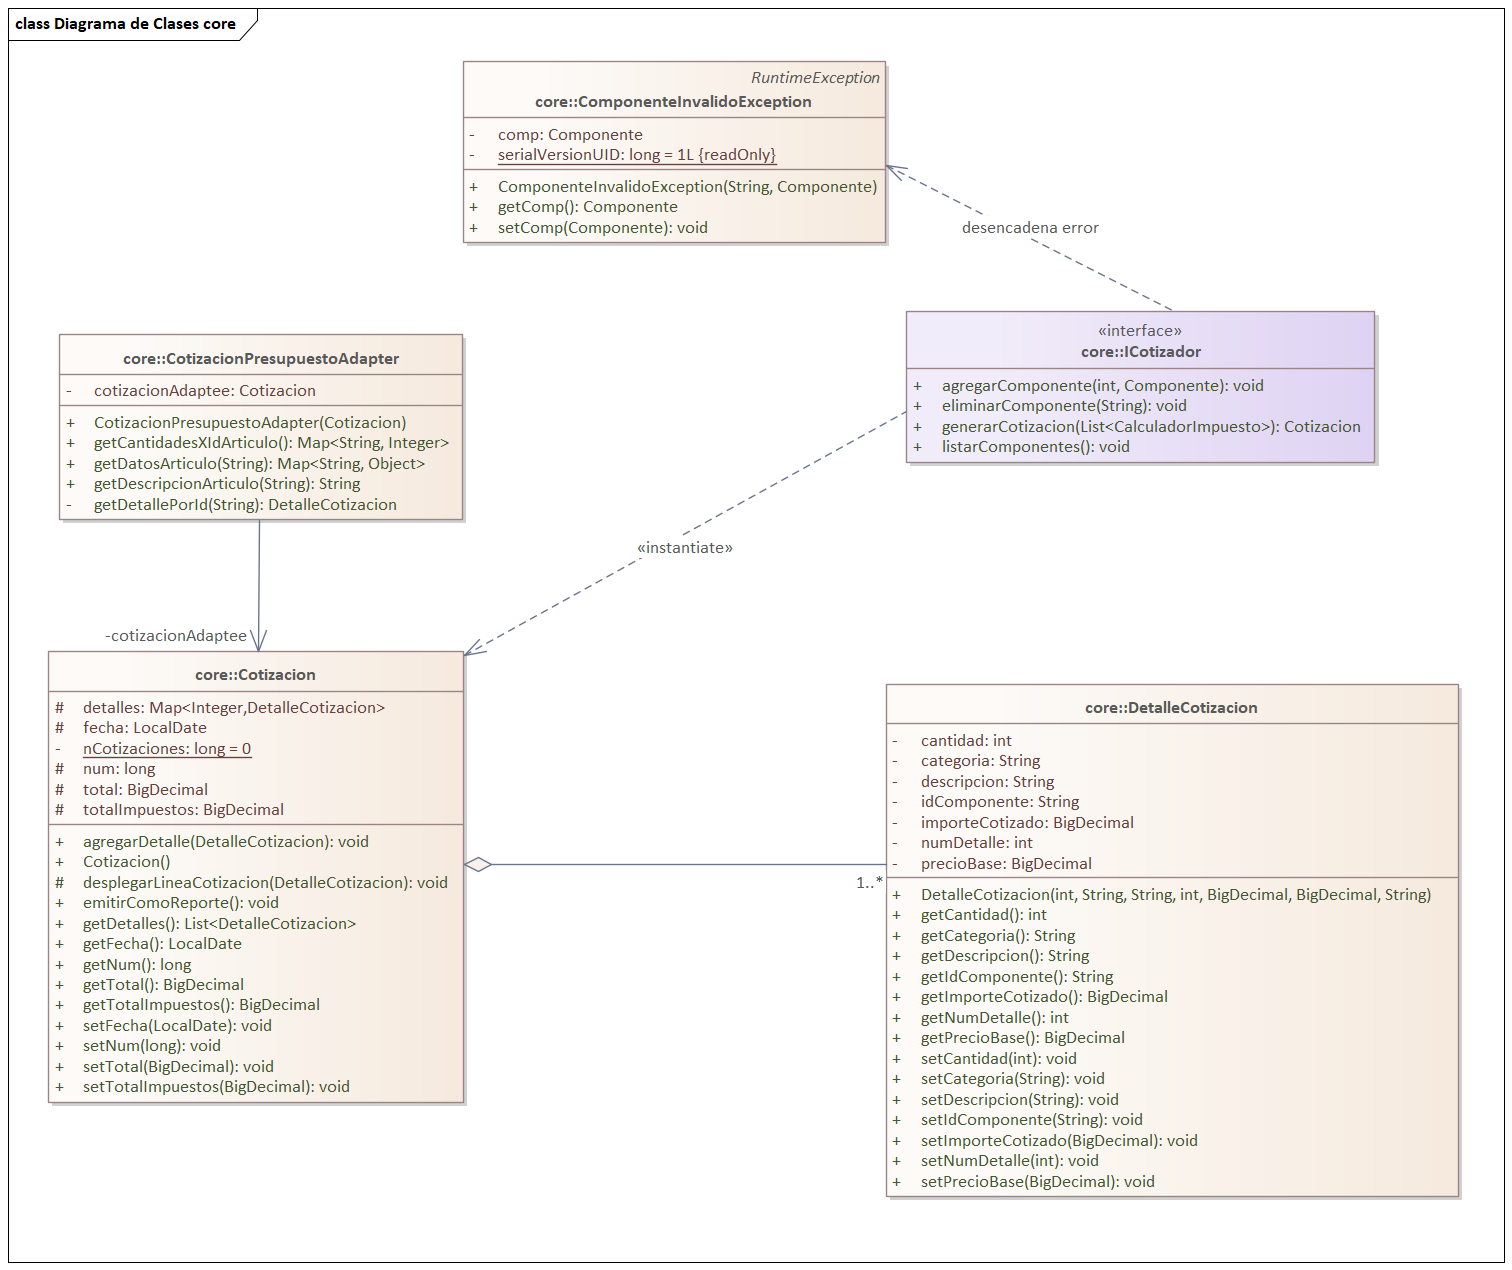 class Diagrama de Clases core
RuntimeException
core::ComponenteInvalidoException
- comp: Componente
- serialVersionUID: long = 1L {readOnly}
+ ComponenteInvalidoException(String, Componente)
+ getComp(): Componente
+ setComp(Componente): void
desencadena error
«interface»
core::ICotizador
+ agregarComponente(int, Componente): void
+ eliminarComponente(String): void
+ generarCotizacion(List<CalculadorImpuesto>): Cotizacion
+ listarComponentes(): void
core::CotizacionPresupuestoAdapter
- cotizacionAdaptee: Cotizacion
+ CotizacionPresupuestoAdapter(Cotizacion)
+ getCantidadesXIdArticulo(): Map<String, Integer>
+ getDatosArticulo(String): Map<String, Object>
+ getDescripcionArticulo(String): String
- getDetallePorId(String): DetalleCotizacion
«instantiate»
-cotizacionAdaptee
core::Cotizacion
# detalles: Map<Integer,DetalleCotizacion>
# fecha: LocalDate
- nCotizaciones: long = 0
# num: long
# total: BigDecimal
# totalImpuestos: BigDecimal
+ agregarDetalle(DetalleCotizacion): void
+ Cotizacion()
# desplegarLineaCotizacion(DetalleCotizacion): void
+ emitirComoReporte(): void
+ getDetalles(): List<DetalleCotizacion>
+ getFecha(): LocalDate
+ getNum(): long
+ getTotal(): BigDecimal
+ getTotalImpuestos(): BigDecimal
+ setFecha(LocalDate): void
+ setNum(long): void
+ setTotal(BigDecimal): void
+ setTotalImpuestos(BigDecimal): void
1..*
core::DetalleCotizacion
- cantidad: int
- categoria: String
- descripcion: String
- idComponente: String
- importeCotizado: BigDecimal
- numDetalle: int
- precioBase: BigDecimal
+ DetalleCotizacion(int, String, String, int, BigDecimal, BigDecimal, String)
+ getCantidad(): int
+ getCategoria(): String
+ getDescripcion(): String
+ getIdComponente(): String
+ getImporteCotizado(): BigDecimal
+ getNumDetalle(): int
+ getPrecioBase(): BigDecimal
+ setCantidad(int): void
+ setCategoria(String): void
+ setDescripcion(String): void
+ setIdComponente(String): void
+ setImporteCotizado(BigDecimal): void
+ setNumDetalle(int): void
+ setPrecioBase(BigDecimal): void